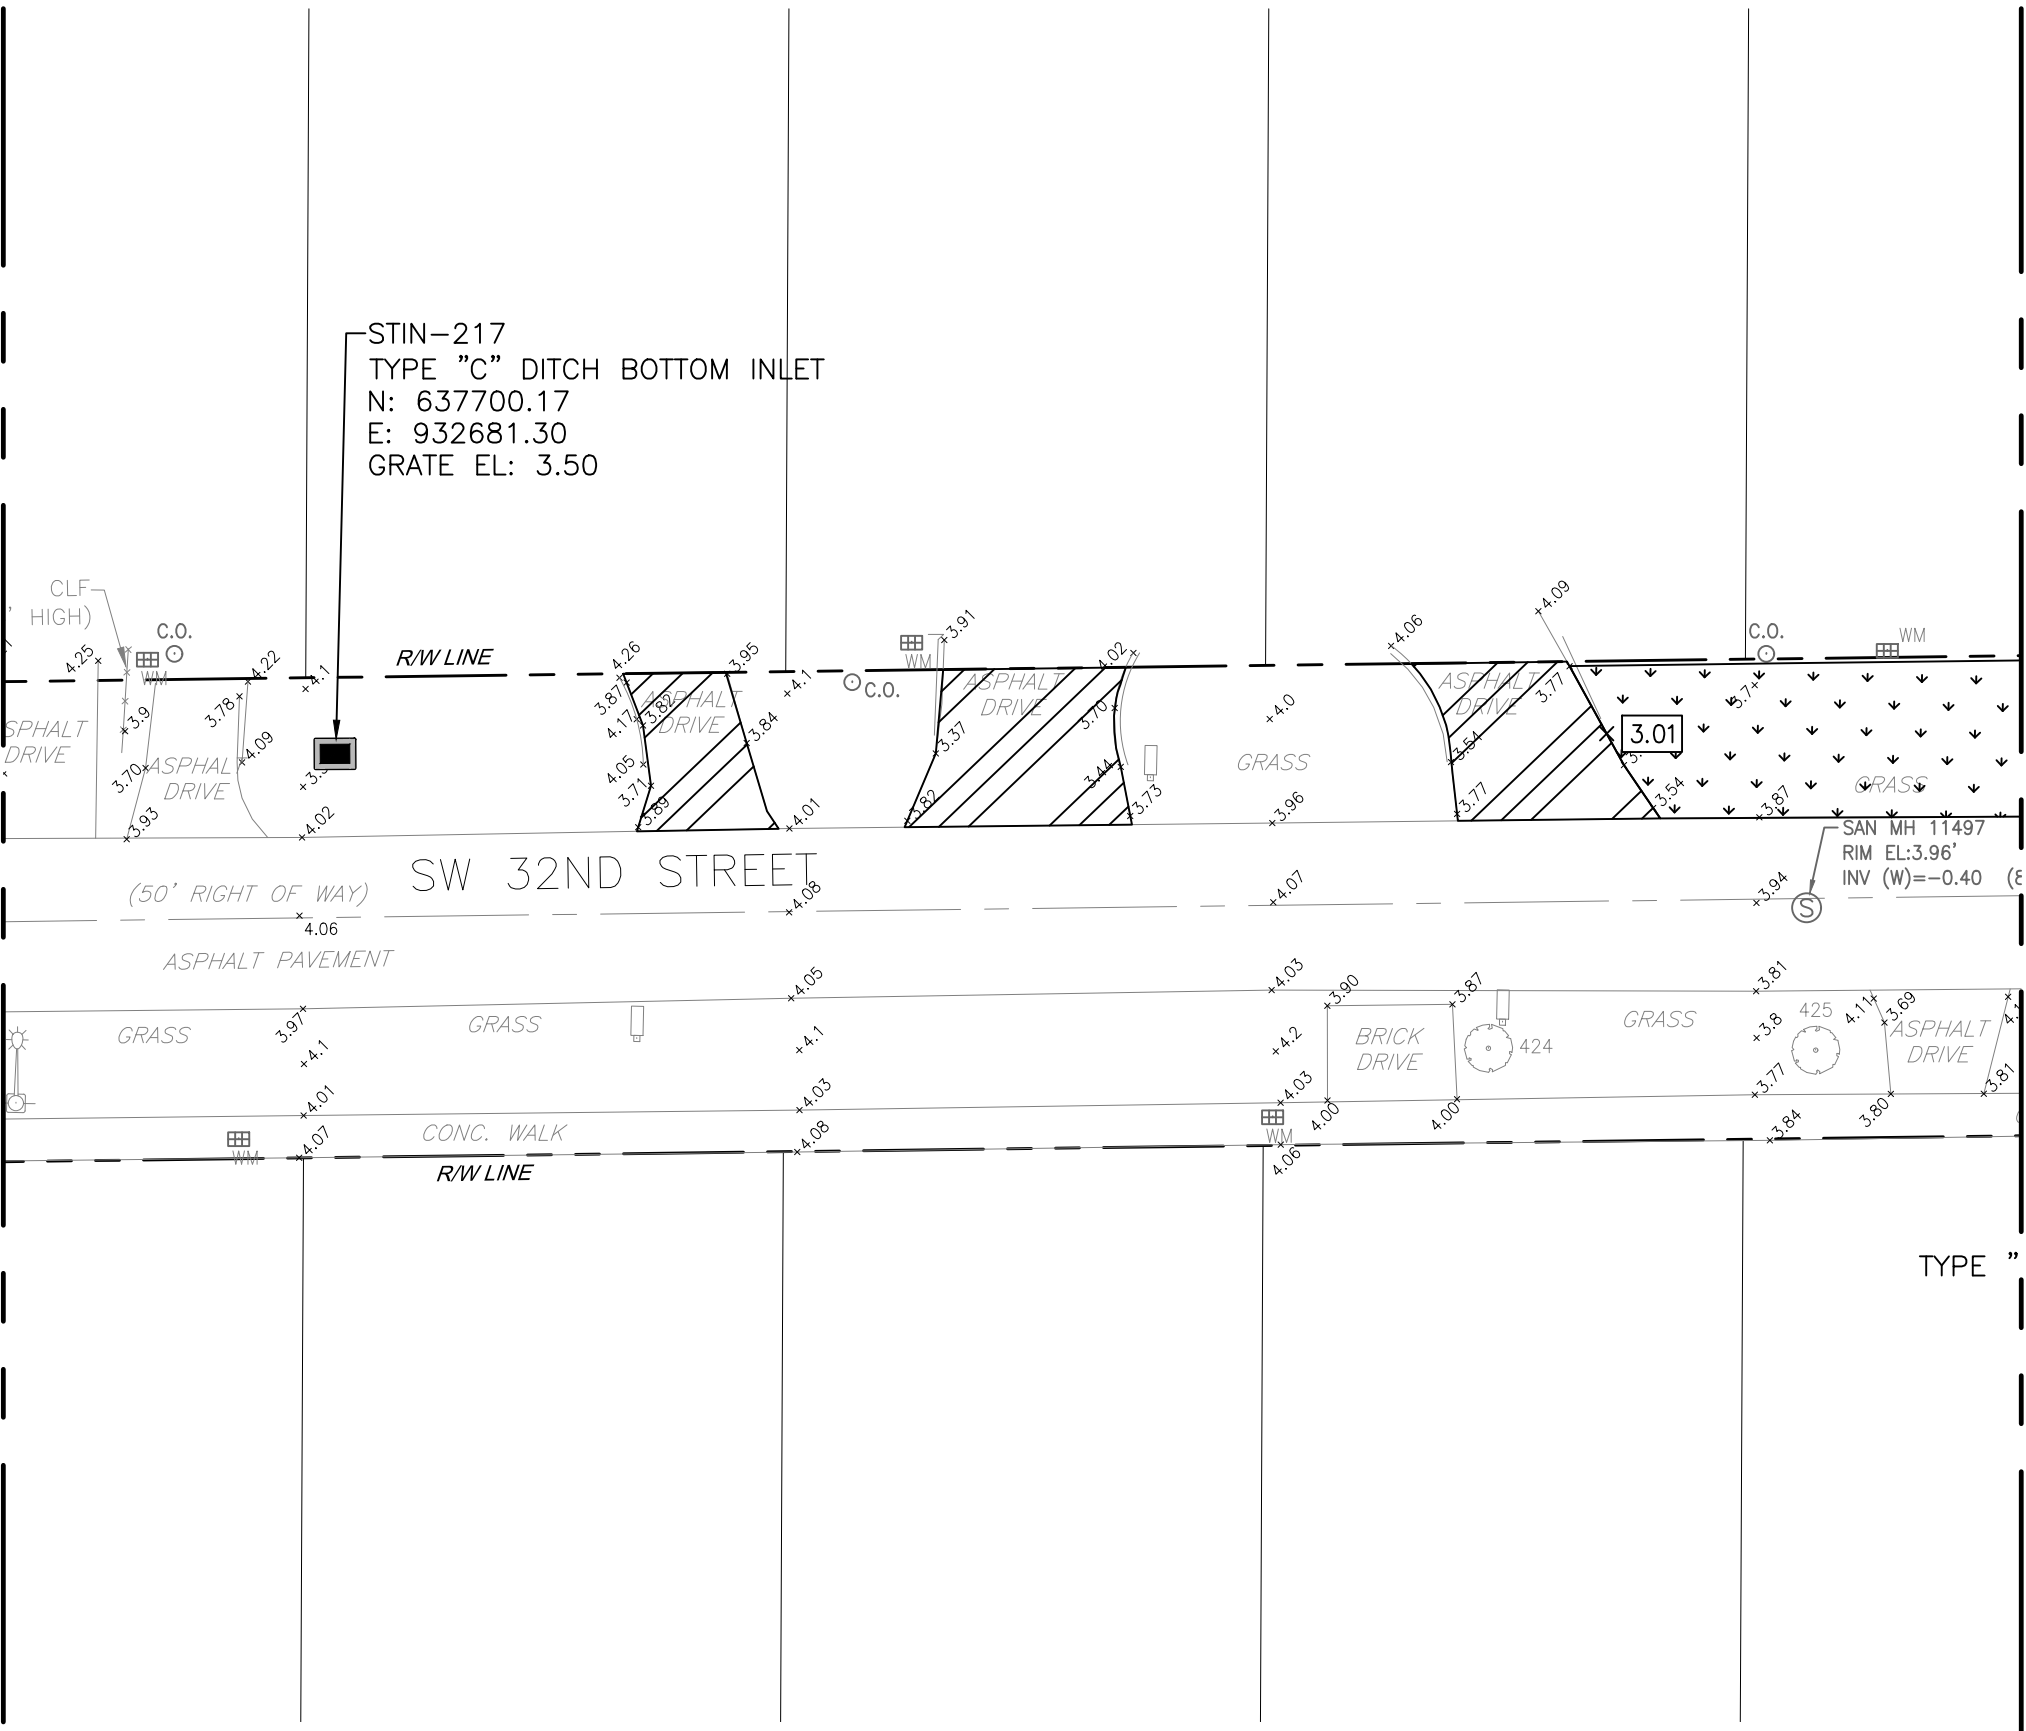 STIN-217
TYPE "C" DITCH BOTTOM INLET
N: 637700.17
E: 932681.30
GRATE EL: 3.50
CLF
' HIGH)
C.O.
WM
R/W LINE
4.25
4.22
+4.1
4.26
3.95
+4.1
WM
C.O.
+3.91
4.02
+4.0
+4.06
+4.09
C.O.
WM
SPHALT
DRIVE
+3.9
3.78
4.09
3.70
ASPHAL
DRIVE
3.93
4.02
3.87
4.17
+3.82
ASPHALT
DRIVE
3.84
4.05
3.71
3.89
4.01
ASPHALT
DRIVE
3.37
3.70
3.44
3.82
3.73
GRASS
3.96
ASPHALT
DRIVE
3.77
3.54
3.77
3.01
3.54
3.7+
GRASS
3.87
SAN MH 11497
RIM EL:3.96'
INV (W)=-0.40
SW 32ND STREET
(50' RIGHT OF WAY)
4.06
4.08
4.07
3.94
S
ASPHALT PAVEMENT
GRASS
3.97
+4.1
4.01
GRASS
4.05
+4.1
4.03
4.03
+4.2
4.03
3.90
3.87
BRICK
DRIVE
424
4.00
4.00
GRASS
3.81
+3.8
3.77
425
4.11
3.69
ASPHALT
DRIVE
3.80
3.81
WM
4.07
CONC. WALK
4.08
WM
4.06
3.84
R/W LINE
TYPE "